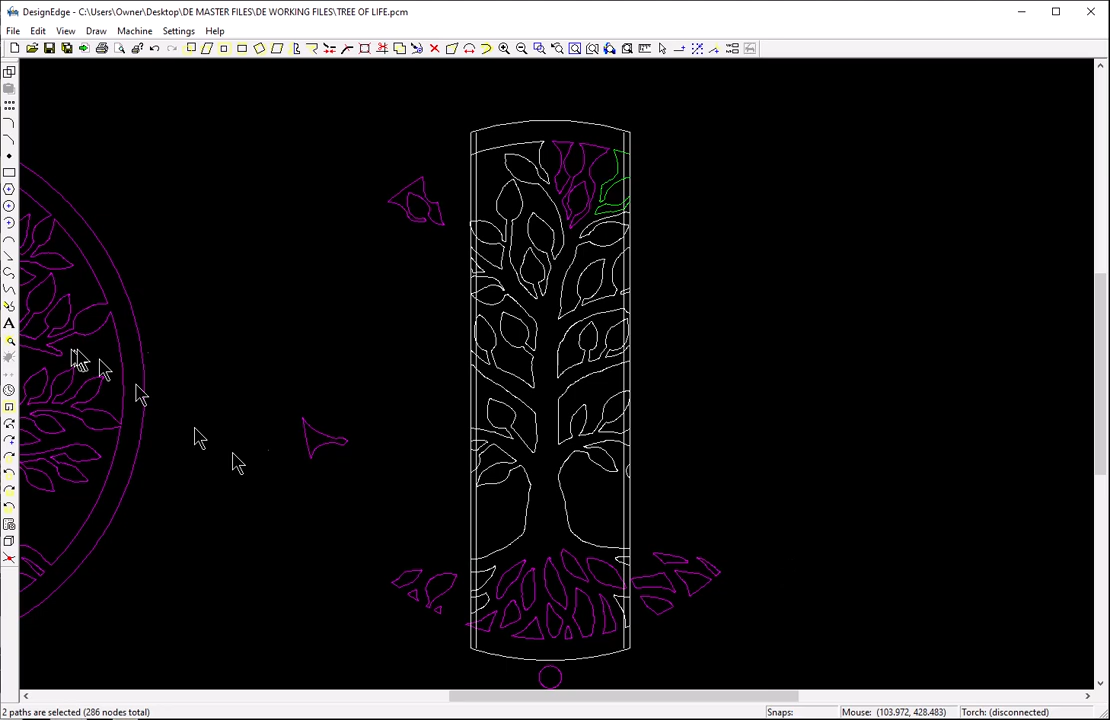 DesignEdge - C:\Users\Owner\Desktop\DE MASTER FILES\DE WORKING FILES\TREE OF LIFE.pcm
File Edit View Draw Machine Settings Help
A
2 paths are selected (286 nodes total) Snaps: Mouse: (103.972, 428.483) Torch: (disconnected)